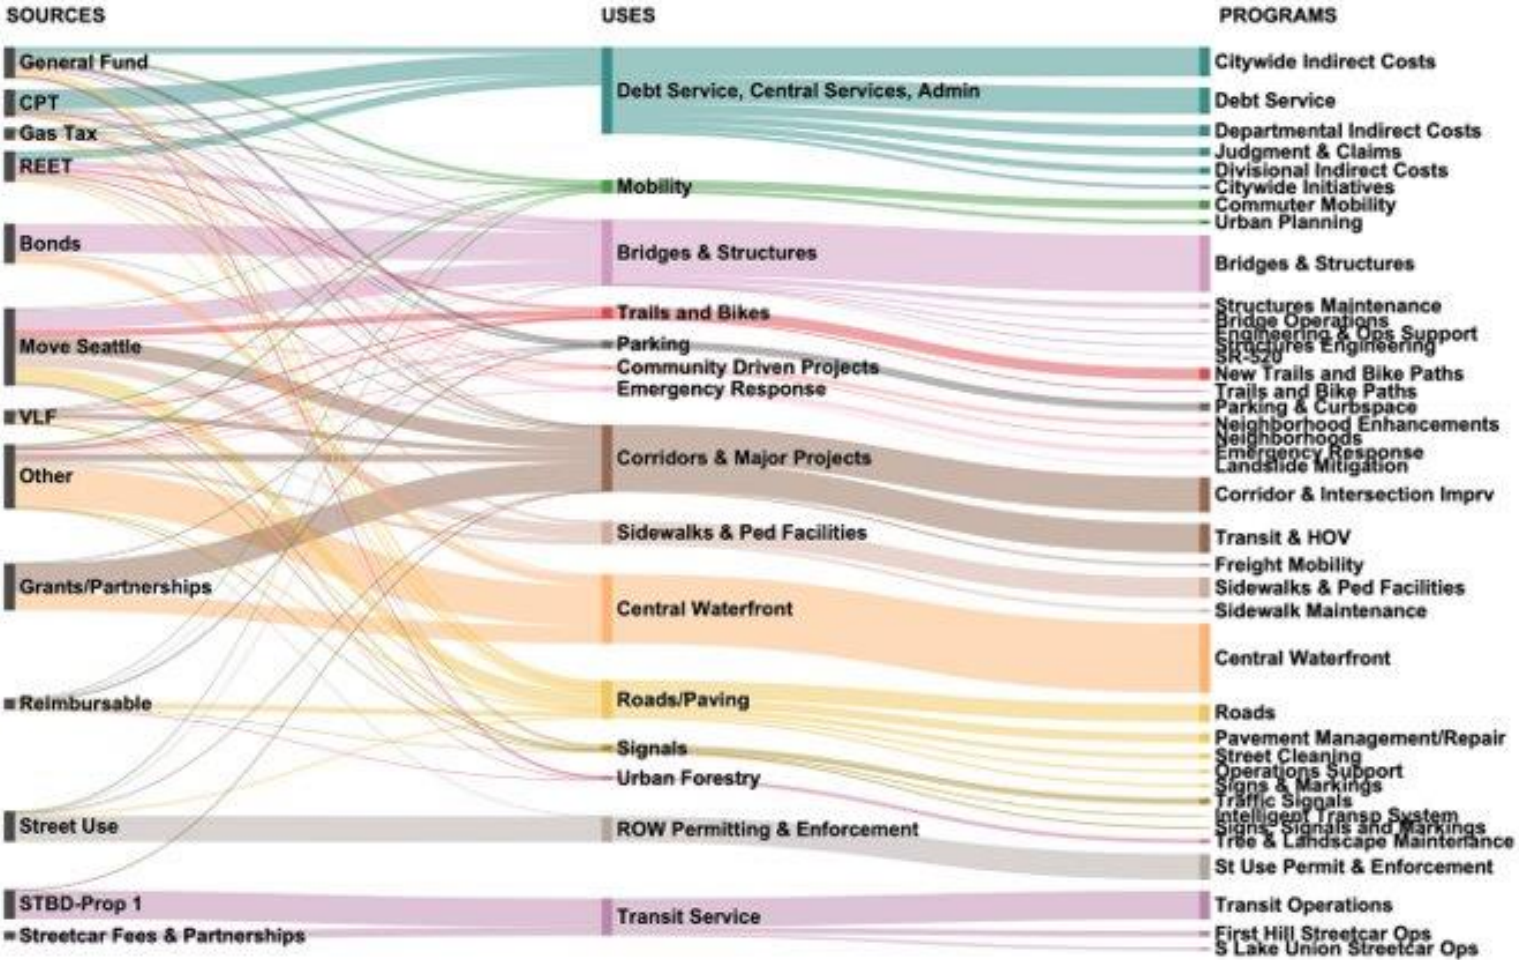 SOURCES
General Fund
CPT
Gas Tax
REET
Bonds
Move Seattle
VLF
Other
Grants/Partnerships
Reimbursable
Street Use
STBD-Prop 1
Streetcar Fees & Partnerships
USES
Debt Service, Central Services, Admin
Mobility
Bridges & Structures
Trails and Bikes
Parking
Community Driven Projects
Emergency Response
Corridors & Major Projects
Sidewalks & Ped Facilities
Central Waterfront
Roads/Paving
Signals
Urban Forestry
ROW Permitting & Enforcement
Transit Service
PROGRAMS
Citywide Indirect Costs
Debt Service
Departmental Indirect Costs
Judgment & Claims
Divisional Indirect Costs
Citywide Initiatives
Commuter Mobility
Urban Planning
Bridges & Structures
Structures Maintenance
Bridge Operations
Engineering & Ops Support
Structures Engineering
SR-520
New Trails and Bike Paths
Trails and Bike Paths
Parking & Curbspace
Neighborhood Enhancements
Neighborhoods
Emergency Response
Landslide Mitigation
Corridor & Intersection Imprv
Transit & HOV
Freight Mobility
Sidewalks & Ped Facilities
Sidewalk Maintenance
Central Waterfront
Roads
Pavement Management/Repair
Street Cleaning
Operations Support
Signs & Markings
Traffic Signals
Intelligent Transp System
Signs, Signals and Markings
Tree & Landscape Maintenance
St Use Permit & Enforcement
Transit Operations
First Hill Streetcar Ops
S Lake Union Streetcar Ops